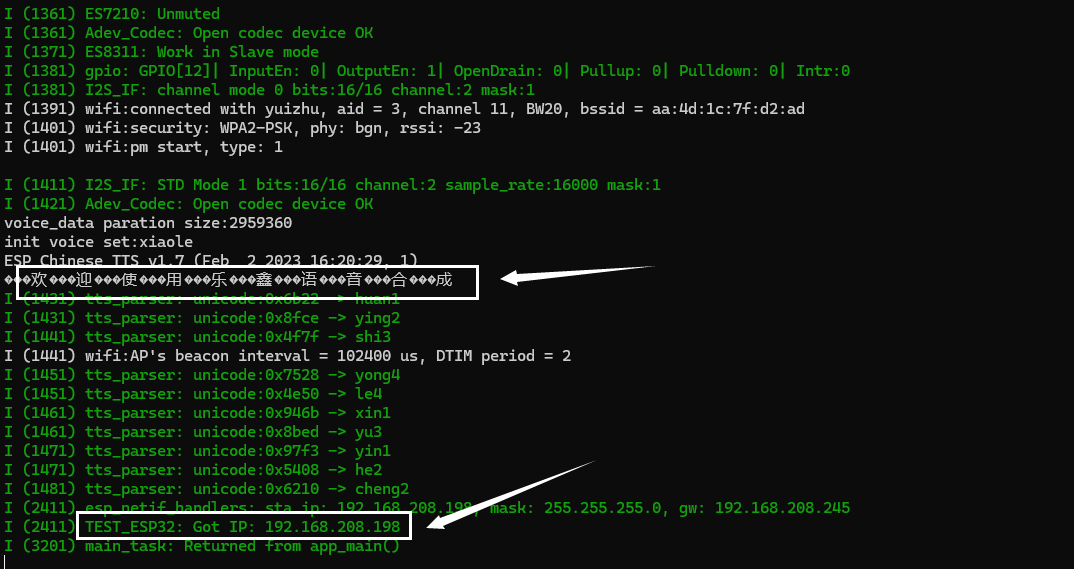 I (1361) ES7210: Unmuted
I (1361) Adev_Codec: Open codec device OK
I (1371) ES8311: Work in Slave mode
I (1381) gpio: GPIO[12]| InputEn: 0| OutputEn: 1| OpenDrain: 0| Pullup: 0| Pulldown: 0| Intr:0
I (1381) I2S_IF: channel mode 0 bits:16/16 channel:2 mask:1
I (1391) wifi:connected with yuizhu, aid = 3, channel 11, BW20, bssid = aa:4d:1c:7f:d2:ad
I (1401) wifi:security: WPA2-PSK, phy: bgn, rssi: -23
I (1401) wifi:pm start, type: 1
I (1411) I2S_IF: STD Mode 1 bits:16/16 channel:2 sample_rate:16000 mask:1
I (1421) Adev_Codec: Open codec device OK
voice_data paration size:2959360
init voice set:xiaole
ESP Chinese TTS v1.7 (Feb  2 2023 16:20:29, 1)
���欢���迎���使���用���乐���鑫���语���音���合���成
I (1431) tts_parser: unicode:0x6b22 -> huan1
I (1431) tts_parser: unicode:0x8fce -> ying2
I (1441) tts_parser: unicode:0x4f7f -> shi3
I (1441) wifi:AP's beacon interval = 102400 us, DTIM period = 2
I (1451) tts_parser: unicode:0x7528 -> yong4
I (1451) tts_parser: unicode:0x4e50 -> le4
I (1461) tts_parser: unicode:0x946b -> xin1
I (1461) tts_parser: unicode:0x8bed -> yu3
I (1471) tts_parser: unicode:0x97f3 -> yin1
I (1471) tts_parser: unicode:0x5408 -> he2
I (1481) tts_parser: unicode:0x6210 -> cheng2
I (2411) esp_netif_handlers: sta ip: 192.168.208.198, mask: 255.255.255.0, gw: 192.168.208.245
I (2411) TEST_ESP32: Got IP: 192.168.208.198
I (3201) main_task: Returned from app_main()